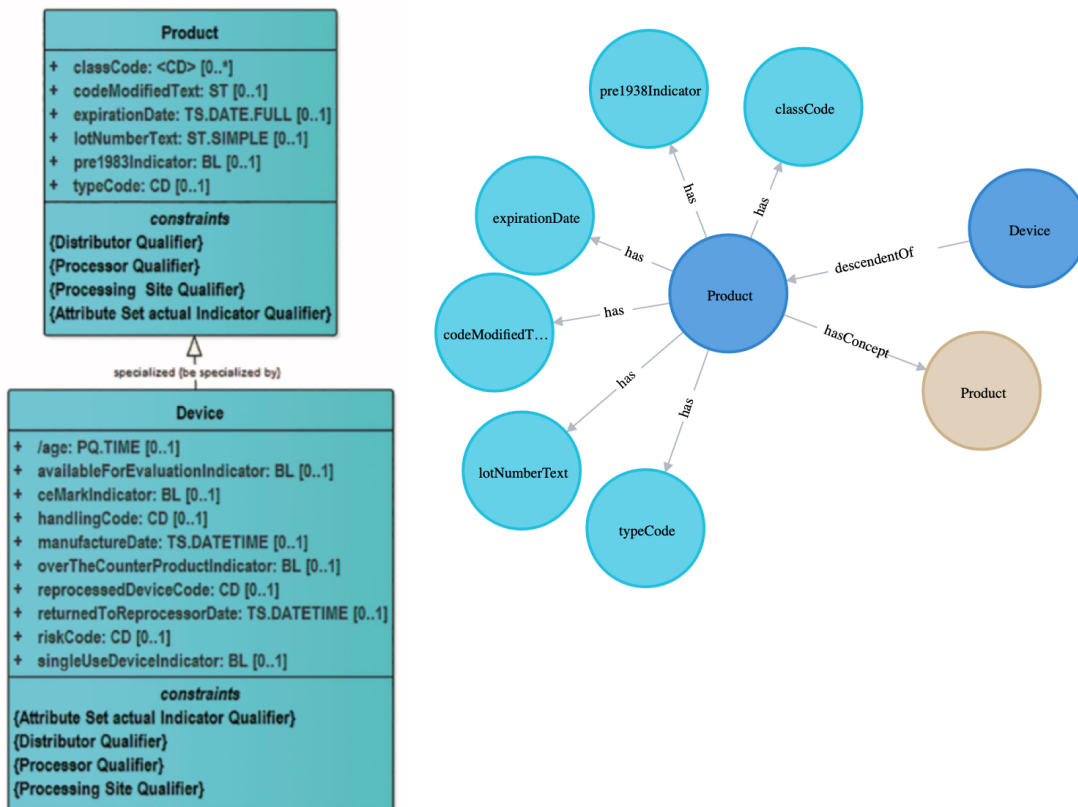 Product
+ classCode: <CD> [0..*]
+ codeModifiedText: ST [0..1]
+ expirationDate: TS.DATE.FULL [0..1]
+ lotNumberText: ST.SIMPLE [0..1]
+ pre1983Indicator: BL [0..1]
+ typeCode: CD [0..1]
constraints
{Distributor Qualifier}
{Processor Qualifier}
{Processing Site Qualifier}
{Attribute Set actual Indicator Qualifier}
specialized {be specialized by}
Device
+ /age: PQ.TIME [0..1]
+ availableForEvaluationIndicator: BL [0..1]
+ ceMarkIndicator: BL [0..1]
+ handlingCode: CD [0..1]
+ manufactureDate: TS.DATETIME [0..1]
+ overTheCounterProductIndicator: BL [0..1]
+ reprocessedDeviceCode: CD [0..1]
+ returnedToReprocessorDate: TS.DATETIME [0..1]
+ riskCode: CD [0..1]
+ singleUseDeviceIndicator: BL [0..1]
constraints
{Attribute Set actual Indicator Qualifier}
{Distributor Qualifier}
{Processor Qualifier}
{Processing Site Qualifier}
pre1938Indicator
classCode
has
has
expirationDate
has
Device
descendentOf
Product
codeModifiedT...
has
hasConcept
Product
has
has
lotNumberText
typeCode